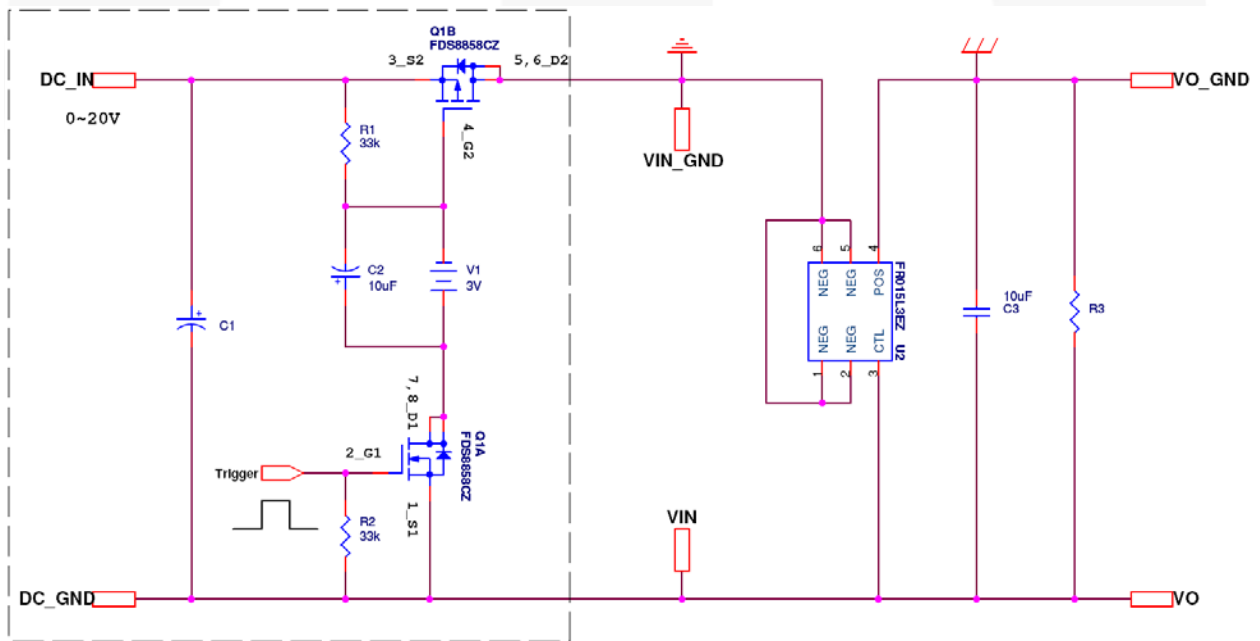 Q1B
FDS8858CZ
3_S2
5,6_D2
DC_IN
0~20V
R1
33k
4_G2
VIN_GND
VO_GND
C2
10uF
V1
3V
C1
+
+
6
5
4
NEG
NEG
POS
NEG
NEG
CTL
1
2
3
FR015L3EZ U2
10uF
C3
R3
7,8_D1
Q1A
FDS8858CZ
2_G1
Trigger
1_S1
R2
33k
VIN
DC_GND
VO